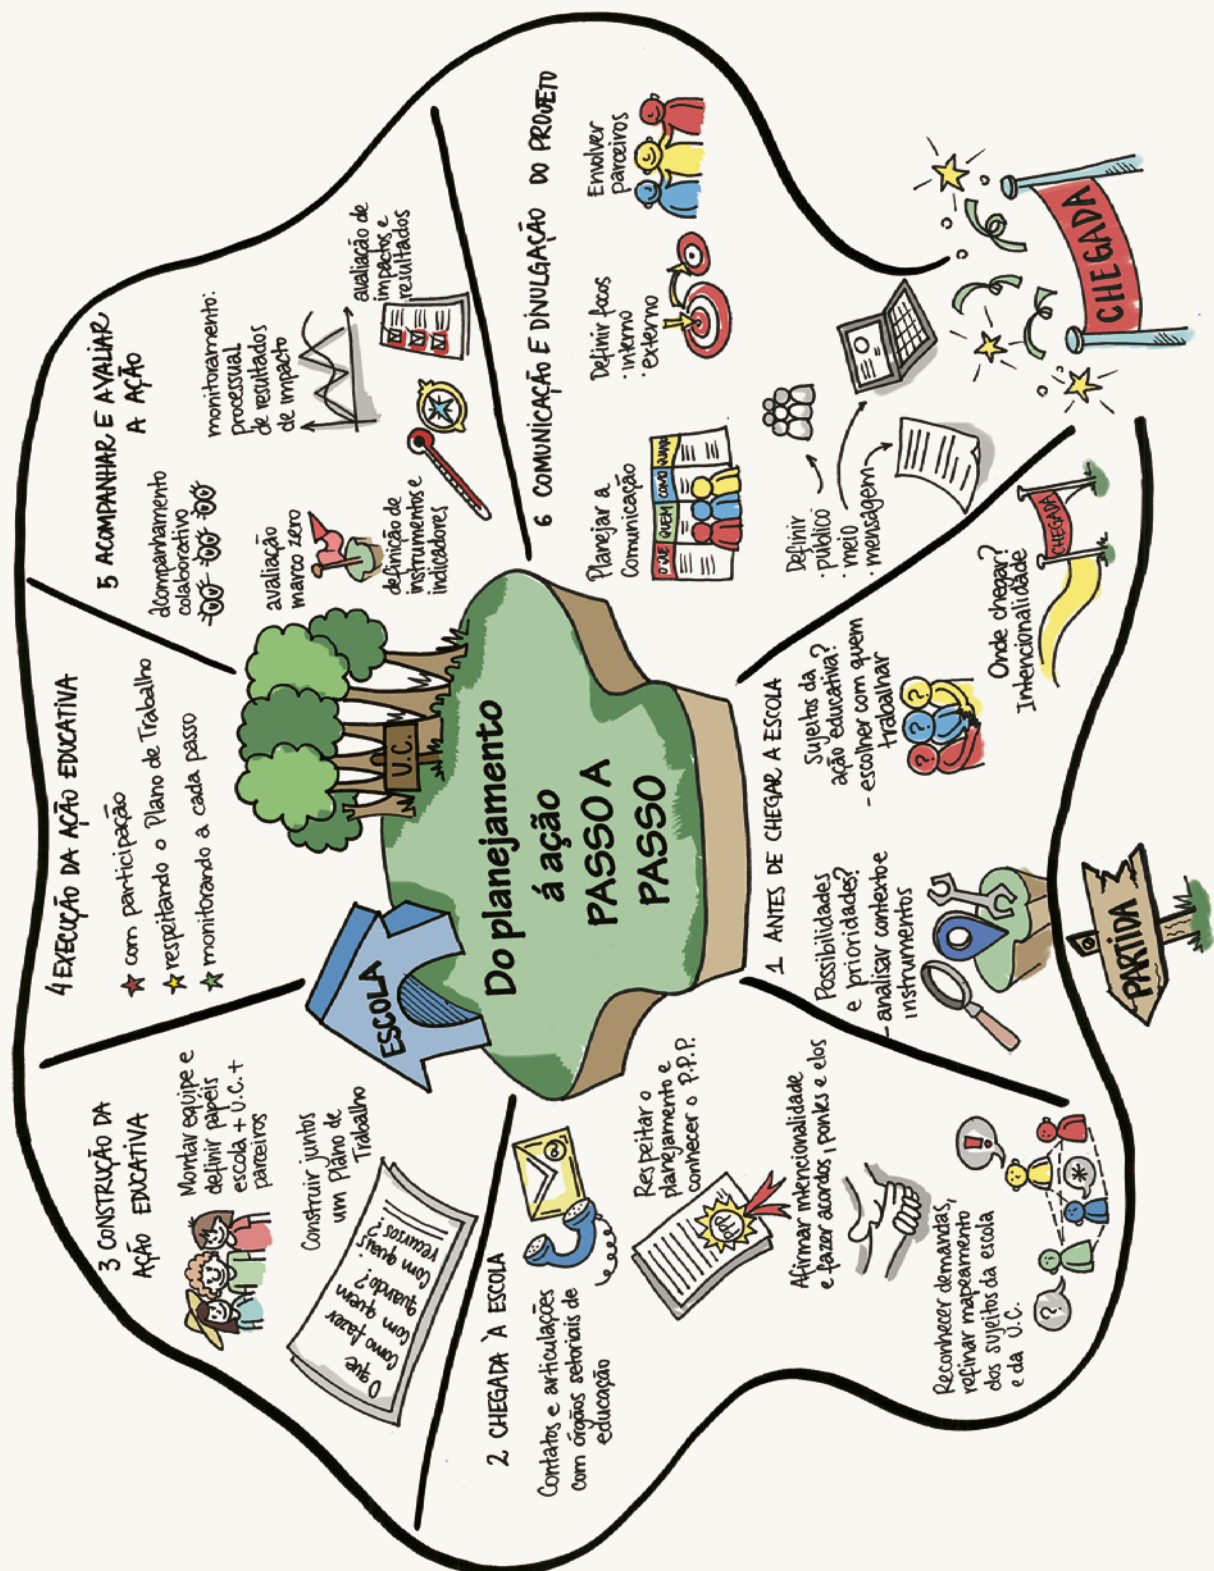 Do planejamento
á ação
PASSO A
PASSO
ESCOLA
U.C.
PARTIDA
1 ANTES DE CHEGAR A ESCOLA
Possibilidades
e prioridades?
- analisar contexto e
instrumentos
Sujeitos da
ação educativa?
- escolher com quem
trabalhar
? ? ?
Onde chegar?
Intencionalidade
CHEGADA
2 CHEGADA À ESCOLA
Contatos e articulações
com órgãos setoriais de
educação
Respeitar o
planejamento e
conhecer o P.P.P.
PPP
Afirmar intencionalidade
e fazer acordos, pontes e elos
Reconhecer demandas,
refinar mapeamento
dos sujeitos da escola
e da U.C.
?
!
*
3 CONSTRUÇÃO DA
AÇÃO EDUCATIVA
Montar equipe e
definir papéis
escola + U.C. +
parceiros
Construir juntos
um Plano de
Trabalho
O que
Como fazer
Com quem
quando?
Com quais
recursos?
4 EXECUÇÃO DA AÇÃO EDUCATIVA
com participação
respeitando o Plano de Trabalho
monitorando a cada passo
5 ACOMPANHAR E AVALIAR
A AÇÃO
acompanhamento
colaborativo
avaliação
marco zero
definição de
instrumentos e
indicadores
monitoramento:
processual
de resultados
de impacto
avaliação de
impactos e
resultados
6 COMUNICAÇÃO E DIVULGAÇÃO DO PROJETO
Planejar a
Comunicação
O QUE QUEM COMO QUANDO
Definir focos
· interno
· externo
Envolver
parceiros
Definir
· público
· meio
· mensagem
CHEGADA